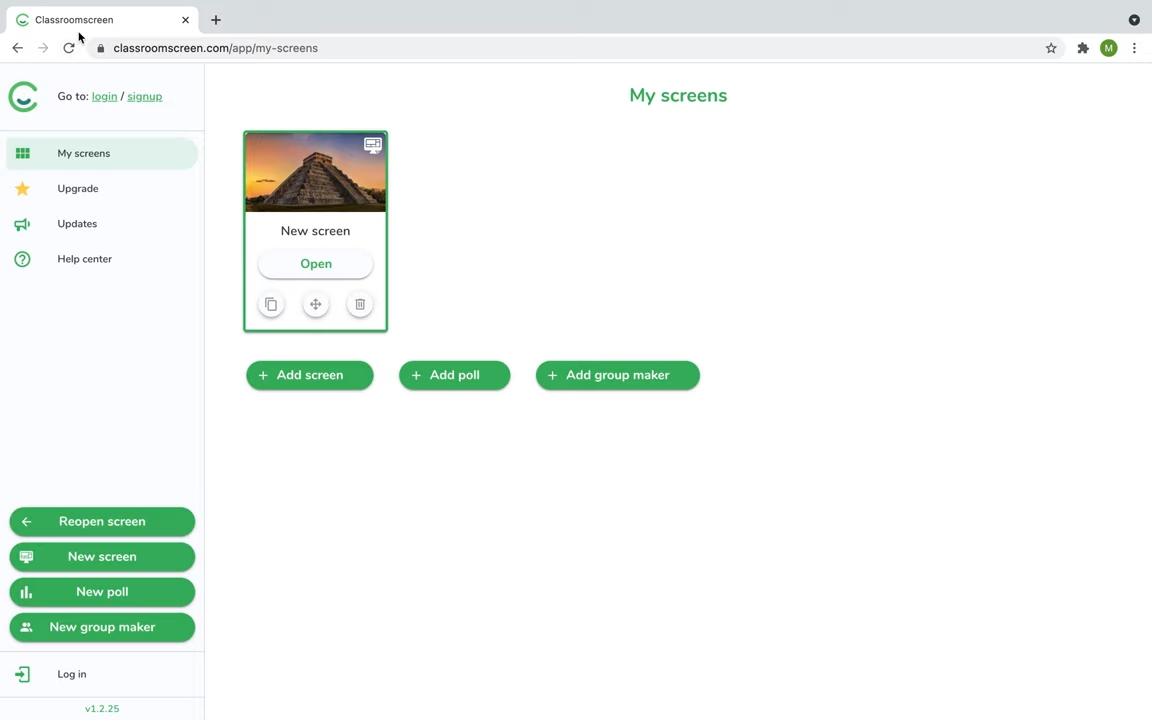 Classroomscreen
classroomscreen.com/app/my-screens
M
Go to: login / signup
My screens
Upgrade
Updates
Help center
Reopen screen
New screen
New poll
New group maker
Log in
v1.2.25
My screens
New screen
Open
+ Add screen
+ Add poll
+ Add group maker